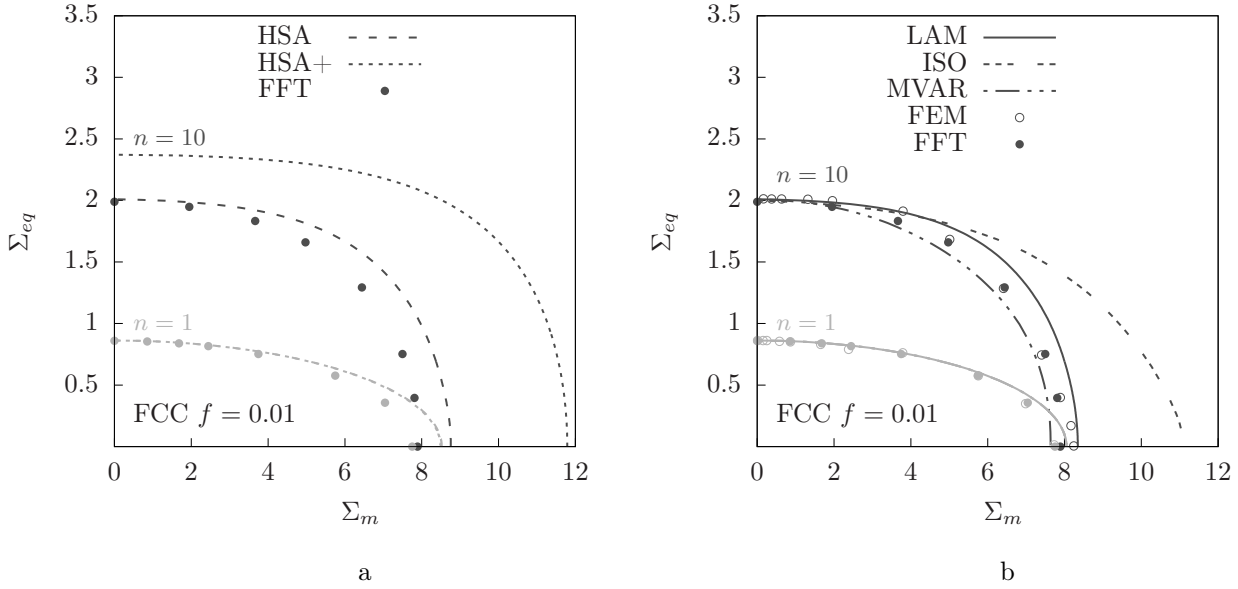 3.5
3
2.5
2
1.5
1
0.5
0 2 4 6 8 10 12
Σeq
Σm
HSA
HSA+
FFT
n = 10
n = 1
FCC f = 0.01
a
3.5
3
2.5
2
1.5
1
0.5
0 2 4 6 8 10 12
Σeq
Σm
LAM
ISO
MVAR
FEM
FFT
n = 10
n = 1
FCC f = 0.01
b